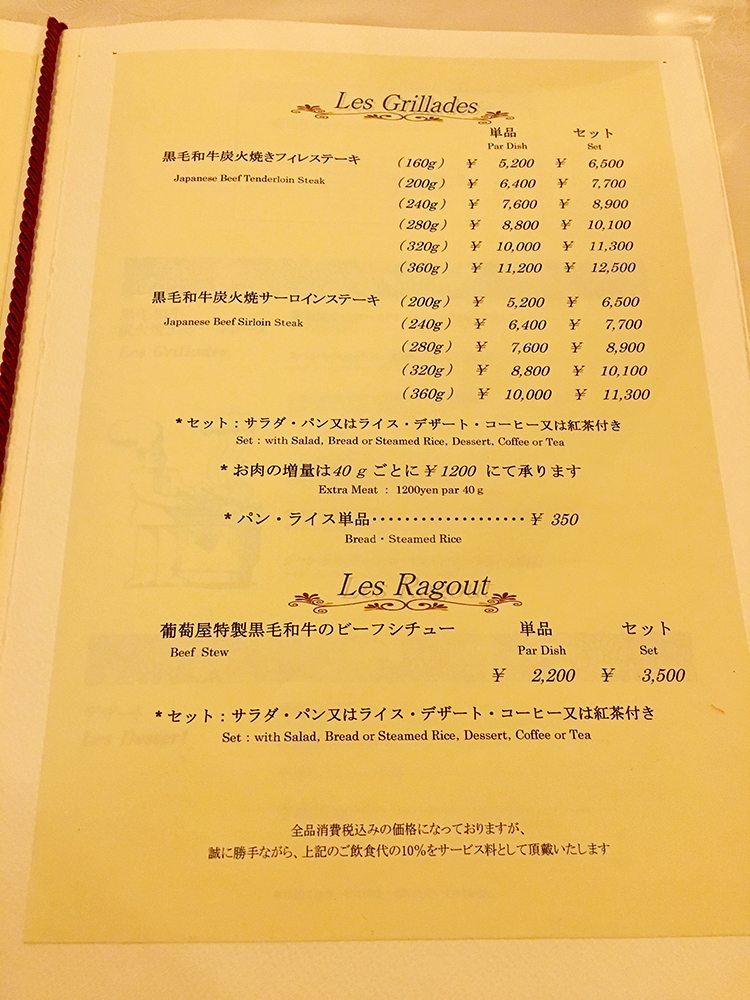 Les Grillades
単品 セット
Par Dish Set
黒毛和牛炭火焼きフィレステーキ (160g) ¥ 5,200 ¥ 6,500
Japanese Beef Tenderloin Steak (200g) ¥ 6,400 ¥ 7,700
(240g) ¥ 7,600 ¥ 8,900
(280g) ¥ 8,800 ¥ 10,100
(320g) ¥ 10,000 ¥ 11,300
(360g) ¥ 11,200 ¥ 12,500
黒毛和牛炭火焼サーロインステーキ (200g) ¥ 5,200 ¥ 6,500
Japanese Beef Sirloin Steak (240g) ¥ 6,400 ¥ 7,700
(280g) ¥ 7,600 ¥ 8,900
(320g) ¥ 8,800 ¥ 10,100
(360g) ¥ 10,000 ¥ 11,300
*セット:サラダ・パン又はライス・デザート・コーヒー又は紅茶付き
Set : with Salad, Bread or Steamed Rice, Dessert, Coffee or Tea
*お肉の増量は40gごとに¥1200 にて承ります
Extra Meat : 1200yen par 40 g
*パン・ライス単品・・・・・・・・・・・・・・・・・・・¥ 350
Bread・Steamed Rice
Les Ragout
葡萄屋特製黒毛和牛のビーフシチュー 単品 セット
Beef Stew Par Dish Set
¥ 2,200 ¥ 3,500
*セット:サラダ・パン又はライス・デザート・コーヒー又は紅茶付き
Set : with Salad, Bread or Steamed Rice, Dessert, Coffee or Tea
全品消費税込みの価格になっておりますが、
誠に勝手ながら、上記のご飲食代の10%をサービス料として頂戴いたします